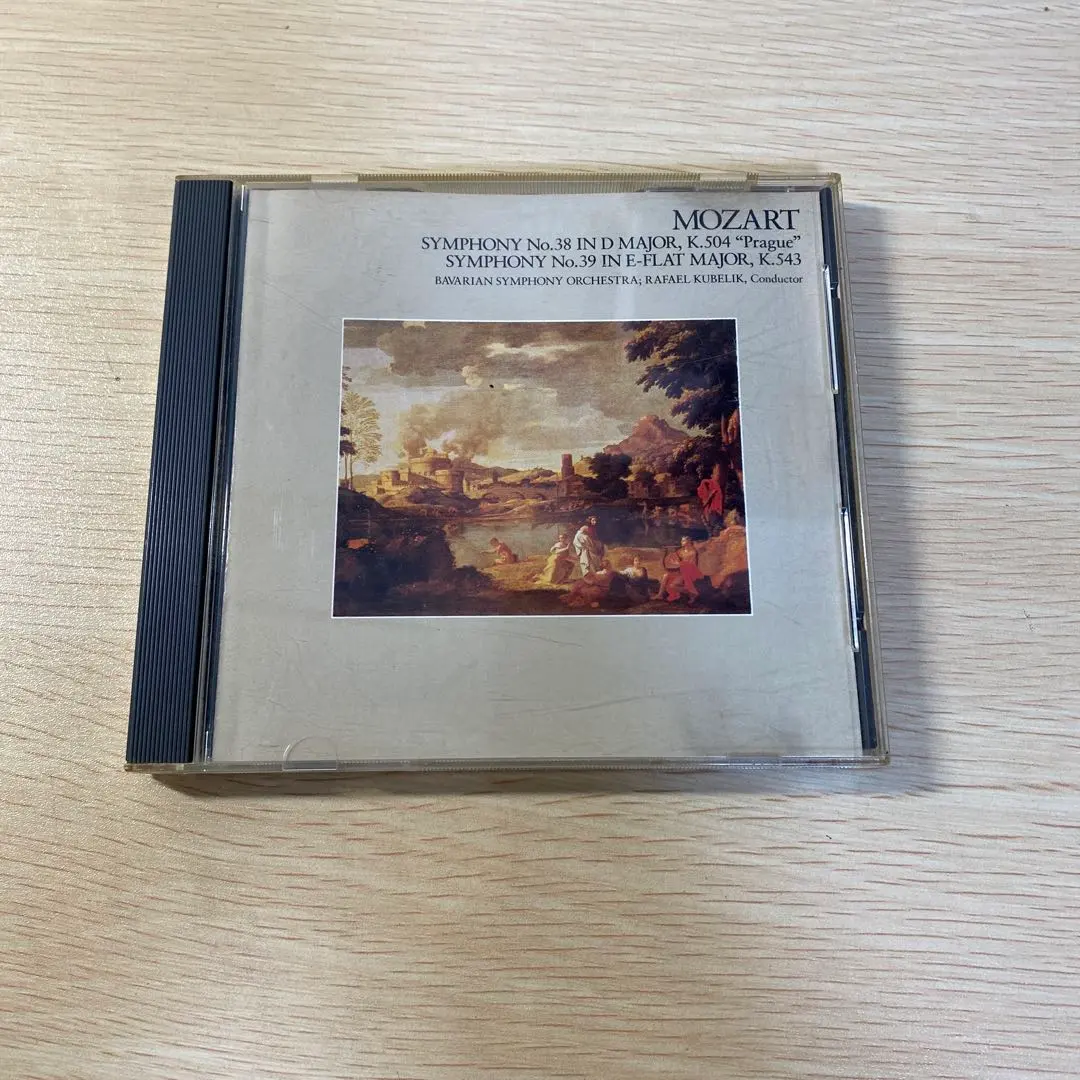 MOZART
SYMPHONY No.38 IN D MAJOR, K.504 “Prague”
SYMPHONY No.39 IN E-FLAT MAJOR, K.543
BAVARIAN SYMPHONY ORCHESTRA; RAFAEL KUBELIK, Conductor